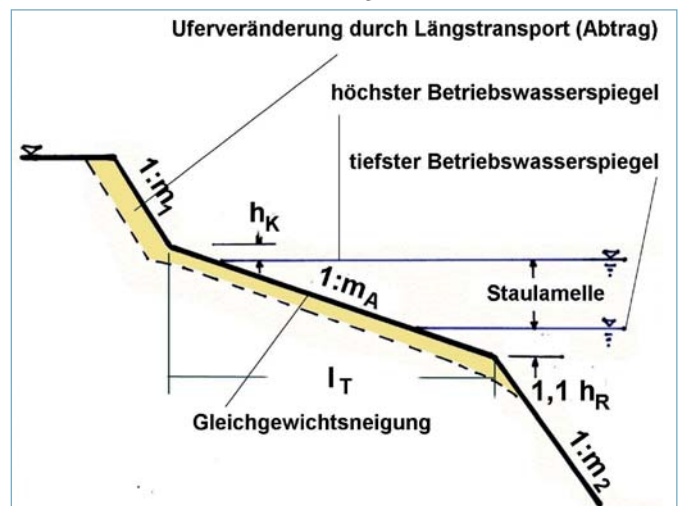 Uferveränderung durch Längstransport (Abtrag)
höchster Betriebswasserspiegel
tiefster Betriebswasserspiegel
1:m1
hK
1:mA
Staulamelle
lT
1,1 hR
Gleichgewichtsneigung
1:m2